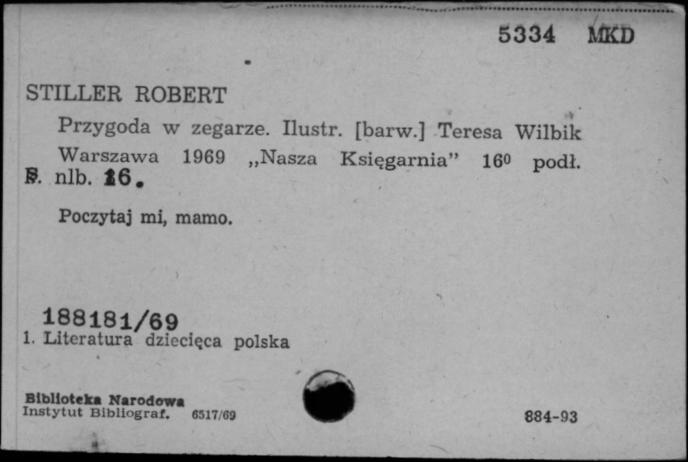 5334 MKD
STILLER ROBERT
Przygoda w zegarze. Ilustr. [barw.] Teresa Wilbik
Warszawa 1969 „Nasza Księgarnia” 16⁰ podł.
S. nlb. 16.
Poczytaj mi, mamo.
188181/69
1. Literatura dziecięca polska
Biblioteka Narodowa
Instytut Bibliograf. 6517/69
884-93